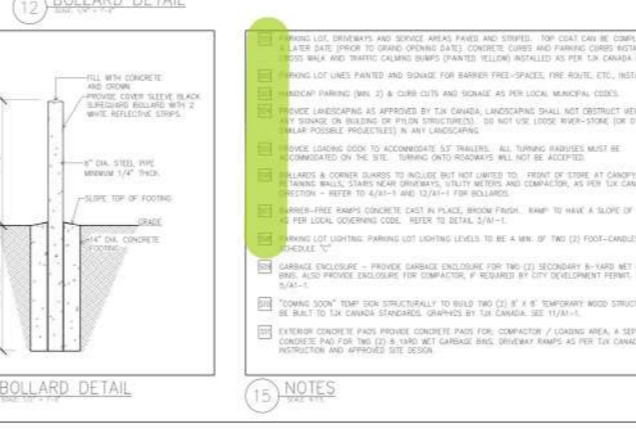 12
BOLLARD DETAIL
FILL WITH CONCRETE
AND CROWN
PROVIDE COVER SLEEVE BLACK
SUREGUARD BOLLARD WITH 2
WHITE REFLECTIVE STRIPS.
6" DIA. STEEL PIPE
MINIMUM 1/4" THICK.
SLOPE TOP OF FOOTING
GRADE
14" DIA. CONCRETE
FOOTING
BOLLARD DETAIL
PARKING LOT, DRIVEWAYS AND SERVICE AREAS PAVED AND STRIPED. TOP COAT CAN BE
A LATER DATE (PRIOR TO GRAND OPENING DATE). CONCRETE CURBS AND PARKING CURBS
CROSS WALK AND TRAFFIC CALMING BUMPS (PAINTED YELLOW) INSTALLED AS PER TJX CANADA
PARKING LOT LINES PAINTED AND SIGNAGE FOR BARRIER FREE-SPACES, FIRE ROUTE, ETC.,
HANDICAP PARKING (MIN. 2) & CURB CUTS AND SIGNAGE AS PER LOCAL MUNICIPAL CODES.
PROVIDE LANDSCAPING AS APPROVED BY TJX CANADA, LANDSCAPING SHALL NOT OBSTRUCT
ANY SIGNAGE ON BUILDING OR PYLON STRUCTURE(S). DO NOT USE LOOSE RIVER-STONE (OR
SIMILAR POSSIBLE PROJECTILES) IN ANY LANDSCAPING
PROVIDE LOADING DOCK TO ACCOMMODATE 53' TRAILERS. ALL TURNING RADIUSES MUST BE
ACCOMMODATED ON THE SITE. TURNING ONTO ROADWAYS WILL NOT BE ACCEPTED.
BOLLARDS & CORNER GUARDS TO INCLUDE BUT NOT LIMITED TO: FRONT OF STORE AT CANOPY
RETAINING WALLS, STAIRS NEAR DRIVEWAYS, UTILITY METERS AND COMPACTOR, AS PER TJX
DIRECTION - REFER TO 4/A1-1 AND 12/A1-1 FOR BOLLARDS.
BARRIER-FREE RAMPS CONCRETE CAST IN PLACE, BROOM FINISH. RAMP TO HAVE A SLOPE OF
AS PER LOCAL GOVERNING CODE. REFER TO DETAIL 3/A1-1.
PARKING LOT LIGHTING: PARKING LOT LIGHTING LEVELS TO BE A MIN. OF TWO (2) FOOT-CANDLES
SCHEDULE "C"
GARBAGE ENCLOSURE - PROVIDE GARBAGE ENCLOSURE FOR TWO (2) SECONDARY 8-YARD WET
BINS. ALSO PROVIDE ENCLOSURE FOR COMPACTOR, IF REQUIRED BY CITY DEVELOPMENT PERMIT.
5/A1-1.
"COMING SOON" TEMP SIGN STRUCTURALLY TO BUILD TWO (2) 8' X 8' TEMPORARY WOOD
BE BUILT TO TJX CANADA STANDARDS. GRAPHICS BY TJX CANADA. SEE 11/A1-1.
EXTERIOR CONCRETE PADS PROVIDE CONCRETE PADS FOR; COMPACTOR / LOADING AREA, A
CONCRETE PAD FOR TWO (2) 8-YARD WET GARBAGE BINS, DRIVEWAY RAMPS AS PER TJX
INSTRUCTION AND APPROVED SITE DESIGN.
15
NOTES